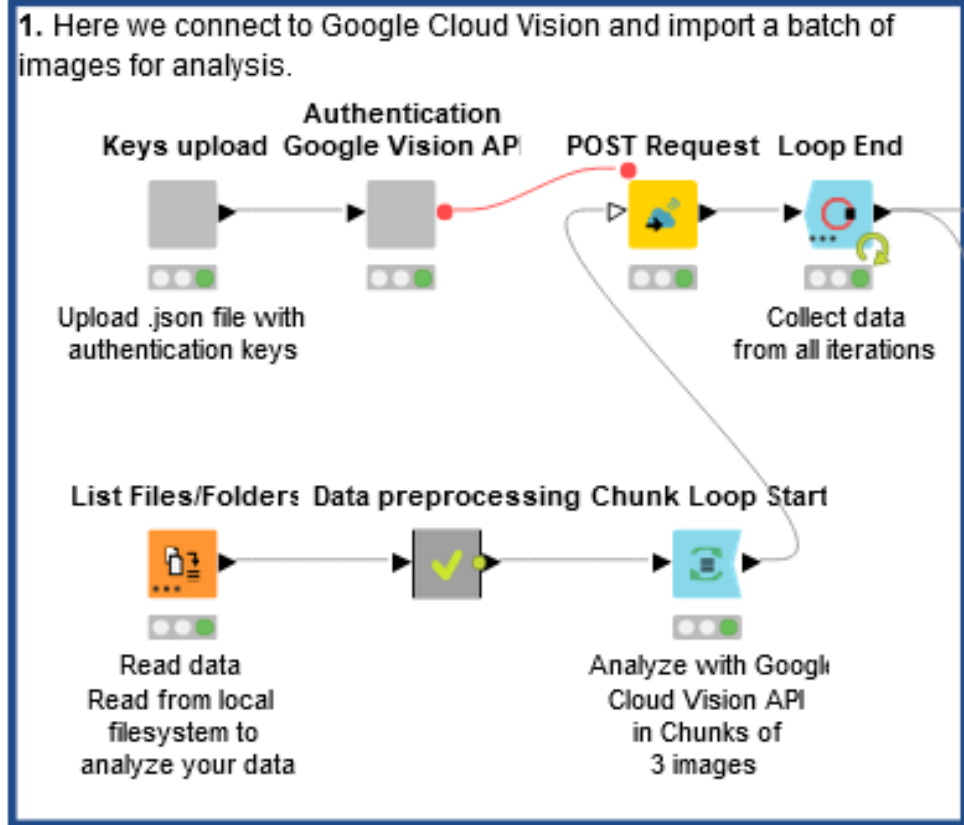 1. Here we connect to Google Cloud Vision and import a batch of
images for analysis.
Authentication
Keys upload Google Vision API
POST Request Loop End
Upload .json file with
authentication keys
Collect data
from all iterations
List Files/Folders Data preprocessing Chunk Loop Start
Read data
Read from local
filesystem to
analyze your data
Analyze with Google
Cloud Vision API
in Chunks of
3 images